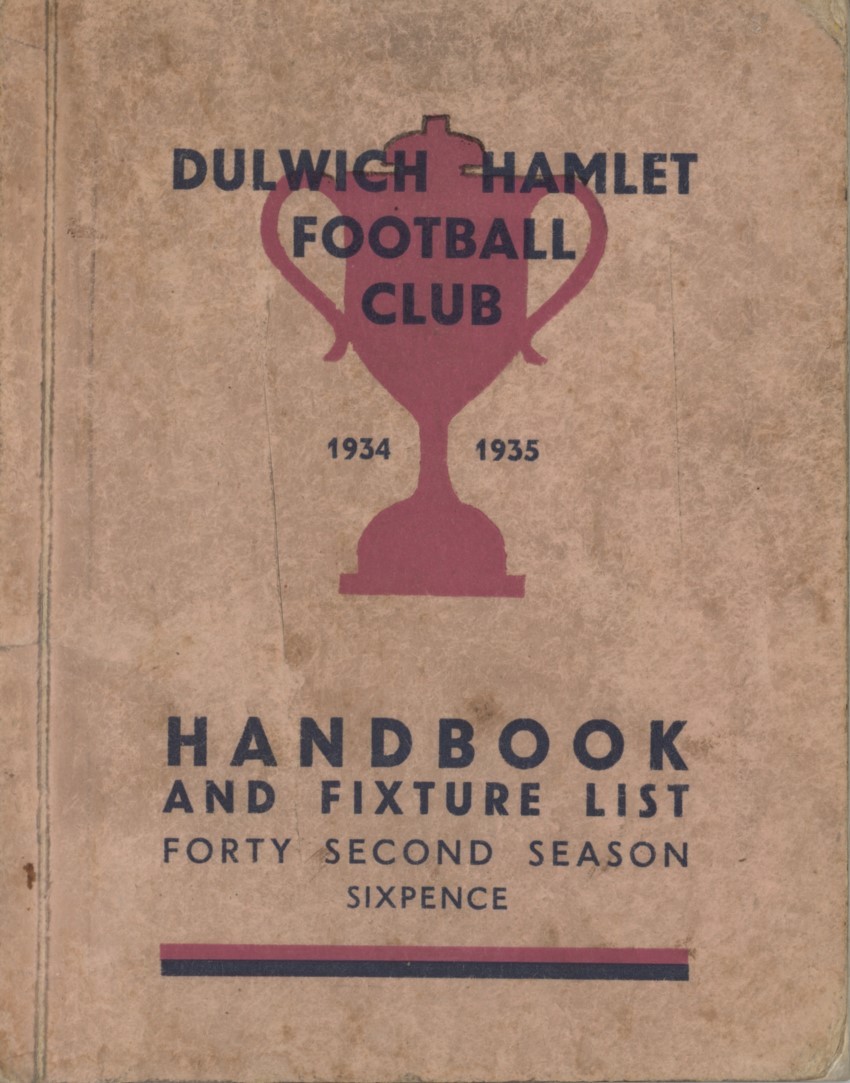 DULWICH HAMLET
FOOTBALL
CLUB
1934 1935
HANDBOOK
AND FIXTURE LIST
FORTY SECOND SEASON
SIXPENCE